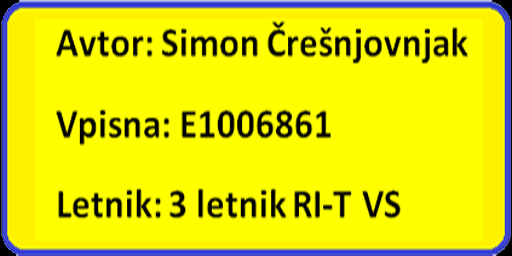 Avtor: Simon Črešnjovnjak
Vpisna: E1006861
Letnik: 3 letnik RI-T VS